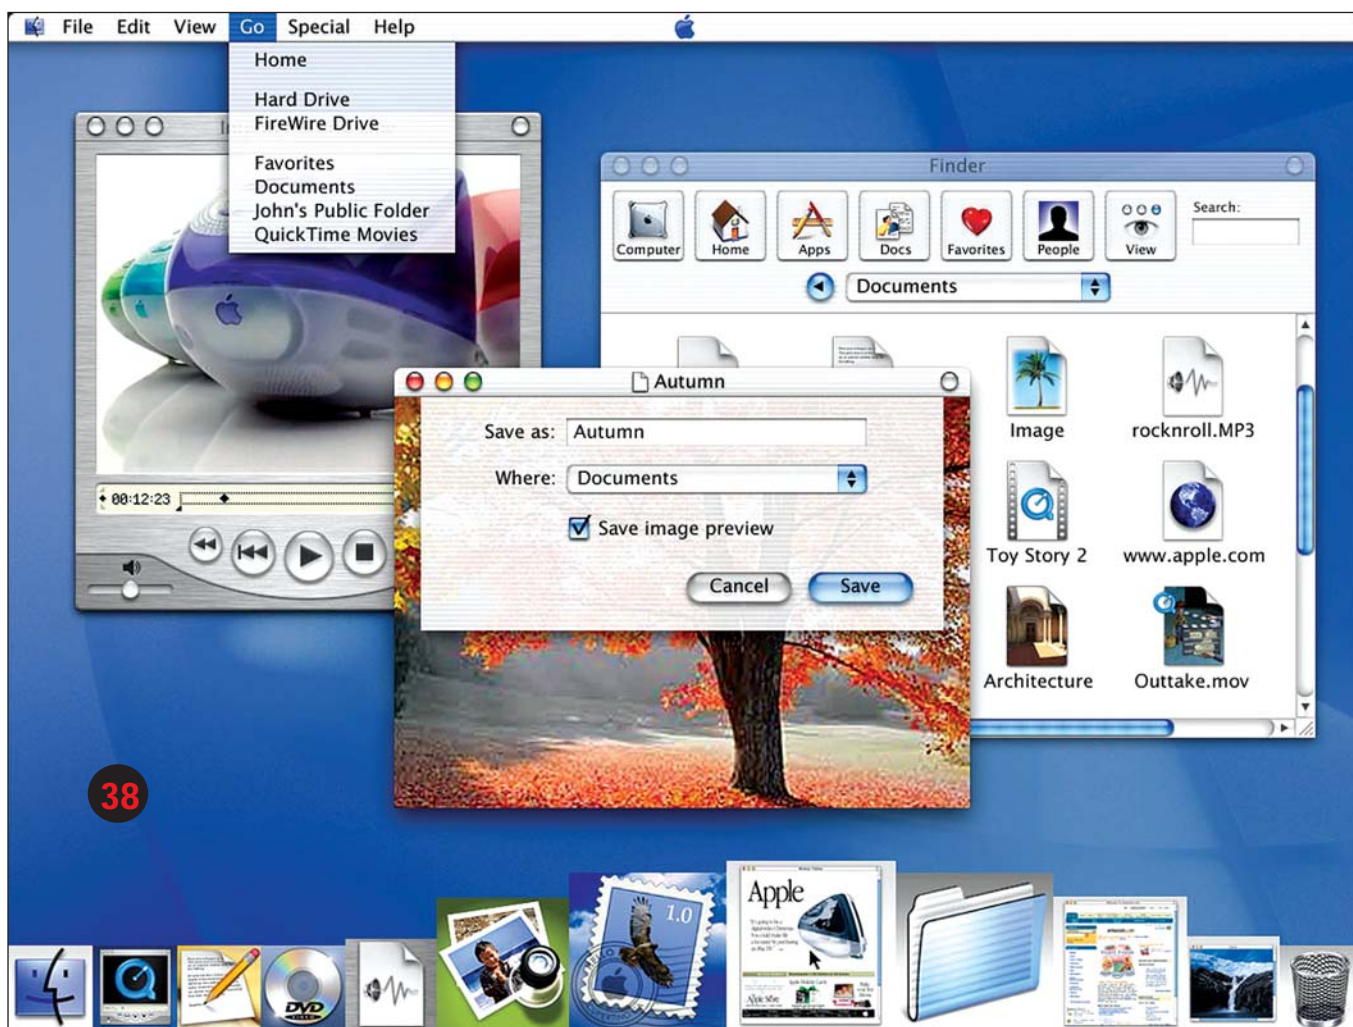 File Edit View Go Special Help
Home
Hard Drive
FireWire Drive
Favorites
Documents
John's Public Folder
QuickTime Movies
Finder
Computer Home Apps Docs Favorites People View
Search:
Documents
Image rocknroll.MP3
Toy Story 2 www.apple.com
Architecture Outtake.mov
Autumn
Save as: Autumn
Where: Documents
Save image preview
Cancel Save
00:12:23
38
DVD
VIDEO
1.0
Apple